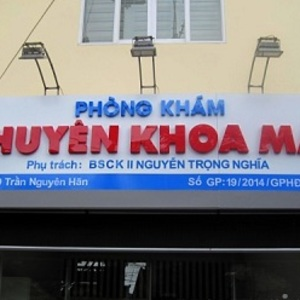 PHÒNG KHÁM
HUYÊN KHOA MẮ
Phụ trách: BSCK II NGUYỄN TRỌNG NGHĨA
Trần Nguyên Hãn Số GP: 19/2014/GPHĐ